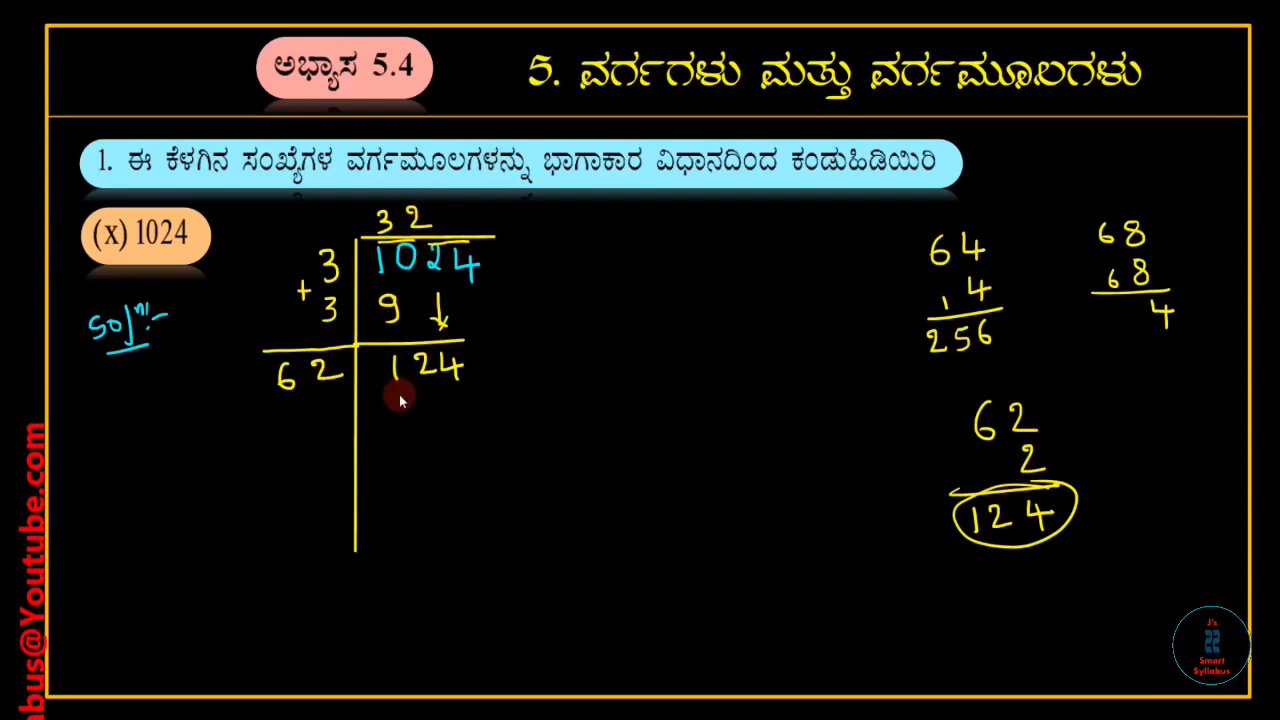 ಅಭ್ಯಾಸ 5.4
5. ವರ್ಗಗಳು ಮತ್ತು ವರ್ಗಮೂಲಗಳು
1. ಈ ಕೆಳಗಿನ ಸಂಖ್ಯೆಗಳ ವರ್ಗಮೂಲಗಳನ್ನು ಭಾಗಾಕಾರ ವಿಧಾನದಿಂದ ಕಂಡುಹಿಡಿಯಿರಿ
(x) 1024
Solⁿ:-
32
3 1024
+ 3 9 ↓
62 124
64
14
256
68
68
4
62
2
124
abus@Youtube.com
J's
SS
Smart
Syllabus